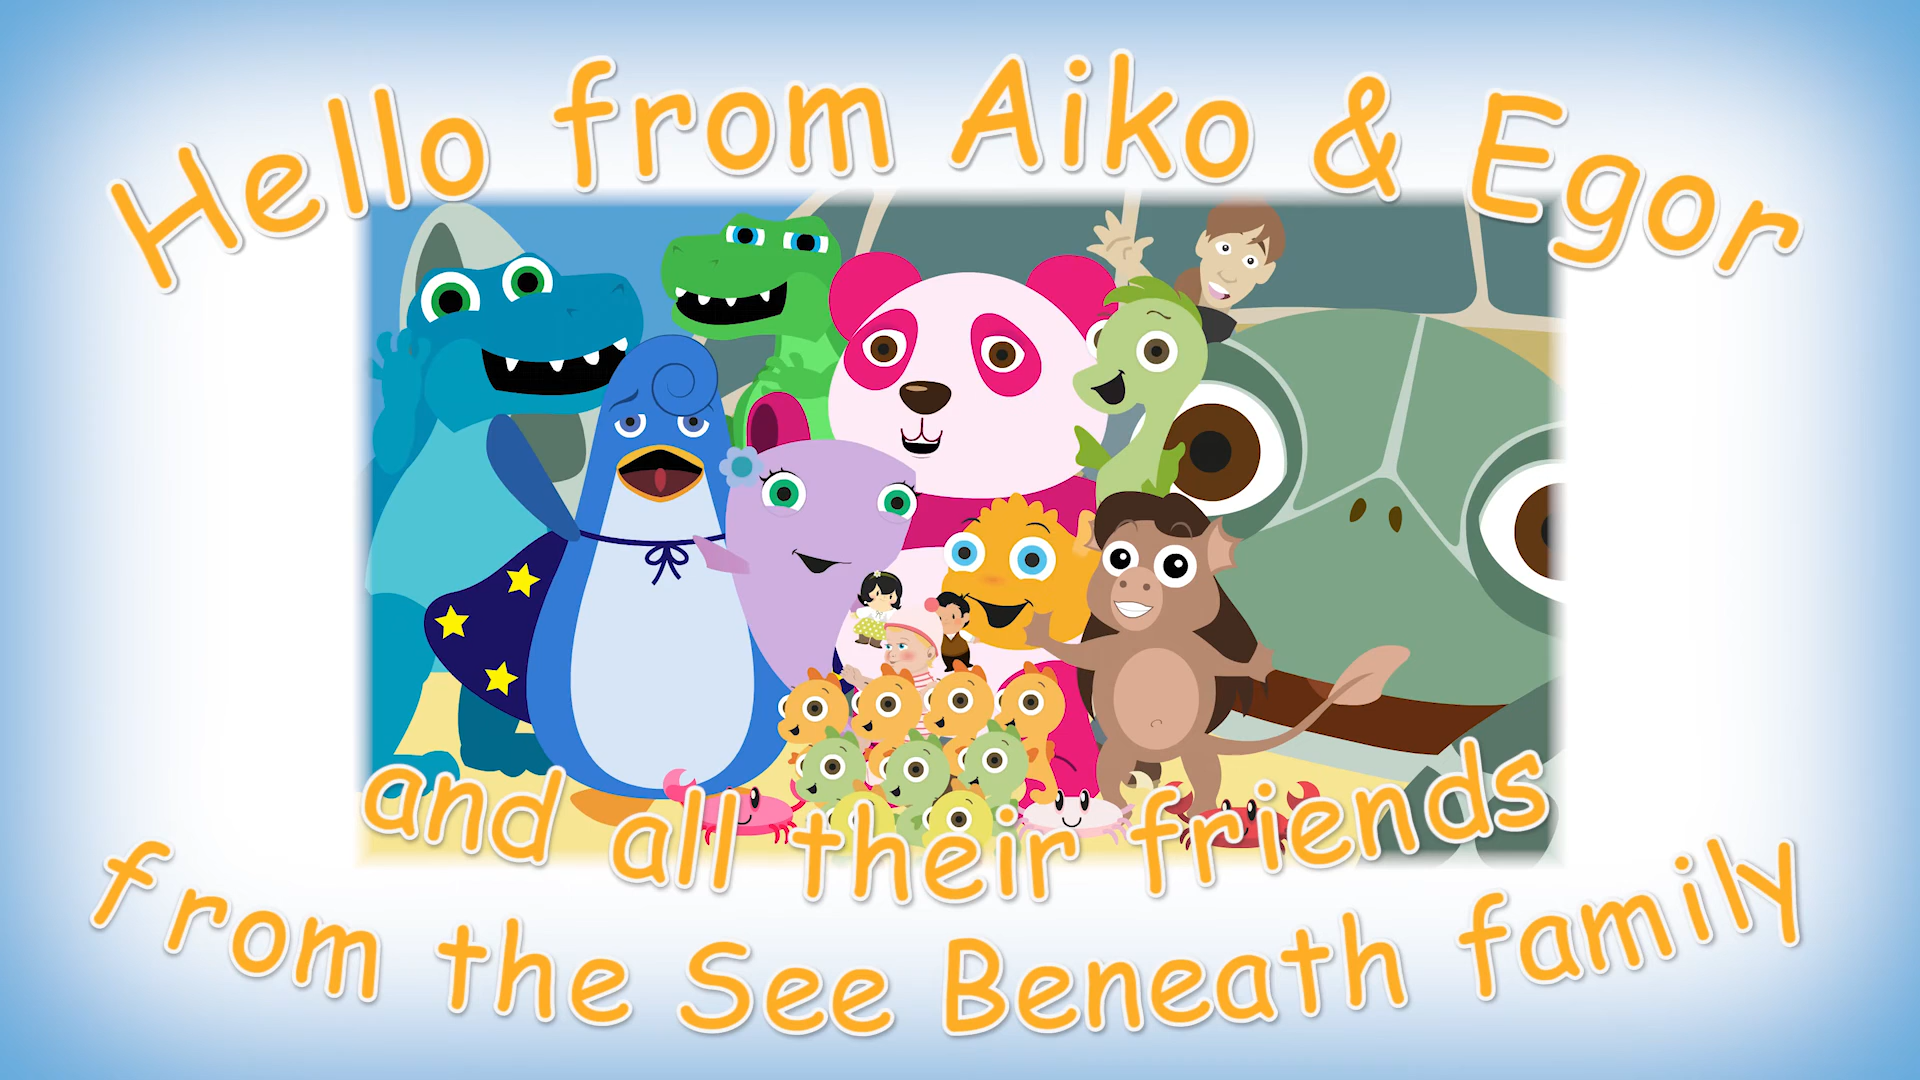 Hello from Aiko & Egor
and all their friends
from the See Beneath family